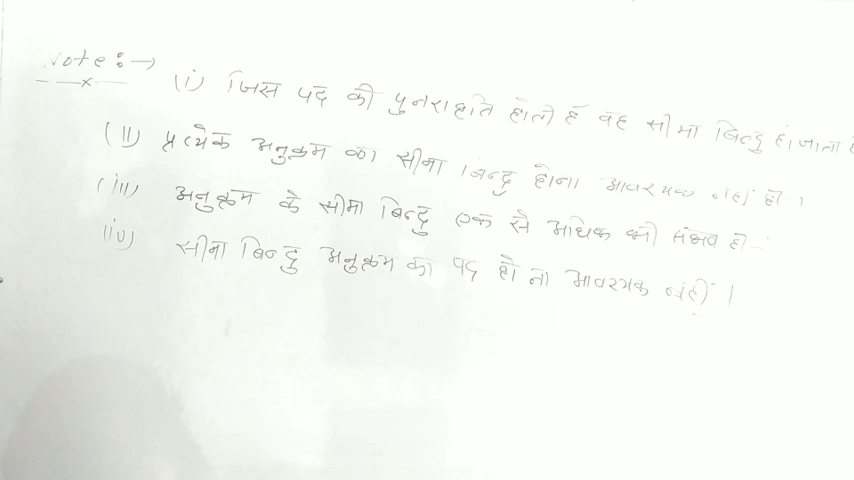 Note :→
(i) जिस पद की पुनरावृति होती है वह सीमा बिन्दु हो जाता है
(ii) प्रत्येक अनुक्रम का सीमा बिन्दु होना आवश्यक नहीं है।
(iii) अनुक्रम के सीमा बिन्दु एक से अधिक भी संभव है
(iv) सीमा बिन्दु अनुक्रम का पद होना आवश्यक नहीं।